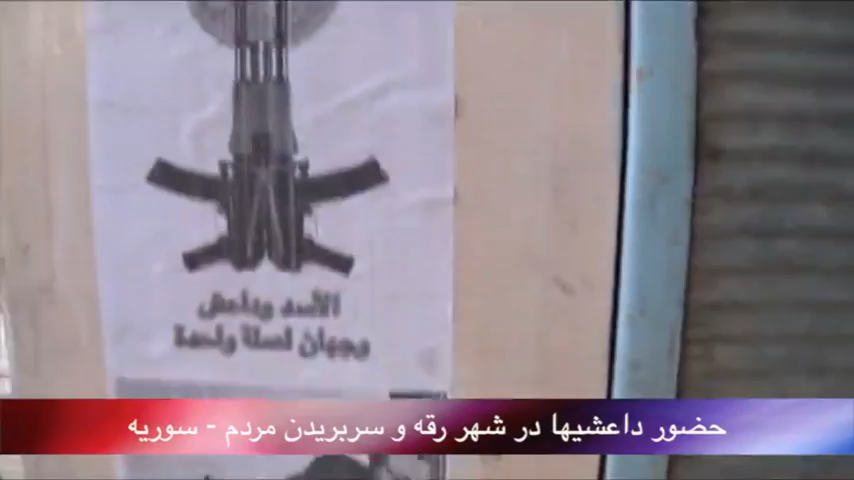 الأسد وداعش
وجهان لعملة واحدة
حضور داعشیها در شهر رقه و سربریدن مردم - سوریه